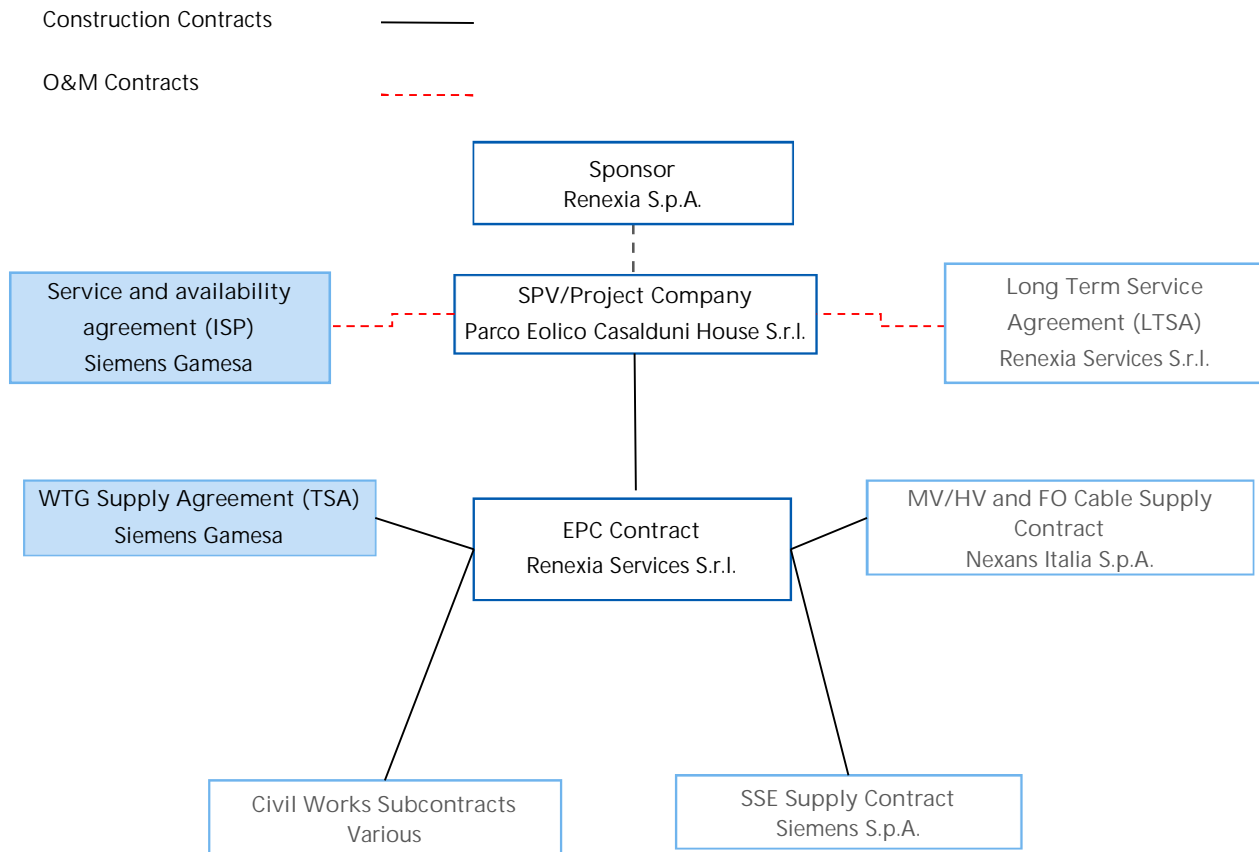 Construction Contracts
O&M Contracts
Sponsor
Renexia S.p.A.
Service and availability
agreement (ISP)
Siemens Gamesa
SPV/Project Company
Parco Eolico Casalduni House S.r.l.
Long Term Service
Agreement (LTSA)
Renexia Services S.r.l.
WTG Supply Agreement (TSA)
Siemens Gamesa
EPC Contract
Renexia Services S.r.l.
MV/HV and FO Cable Supply
Contract
Nexans Italia S.p.A.
Civil Works Subcontracts
Various
SSE Supply Contract
Siemens S.p.A.